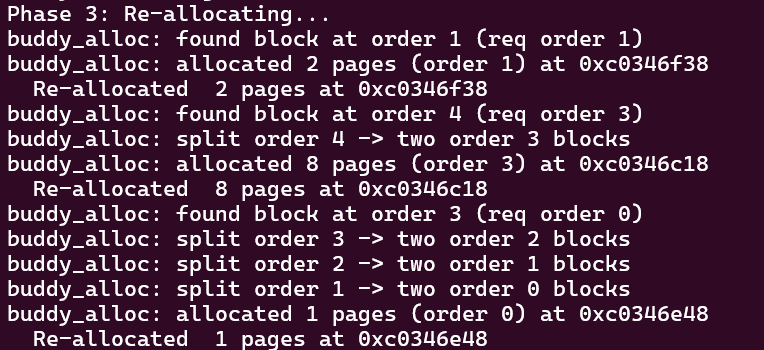 Phase 3: Re-allocating...
buddy_alloc: found block at order 1 (req order 1)
buddy_alloc: allocated 2 pages (order 1) at 0xc0346f38
  Re-allocated  2 pages at 0xc0346f38
buddy_alloc: found block at order 4 (req order 3)
buddy_alloc: split order 4 -> two order 3 blocks
buddy_alloc: allocated 8 pages (order 3) at 0xc0346c18
  Re-allocated  8 pages at 0xc0346c18
buddy_alloc: found block at order 3 (req order 0)
buddy_alloc: split order 3 -> two order 2 blocks
buddy_alloc: split order 2 -> two order 1 blocks
buddy_alloc: split order 1 -> two order 0 blocks
buddy_alloc: allocated 1 pages (order 0) at 0xc0346e48
  Re-allocated  1 pages at 0xc0346e48